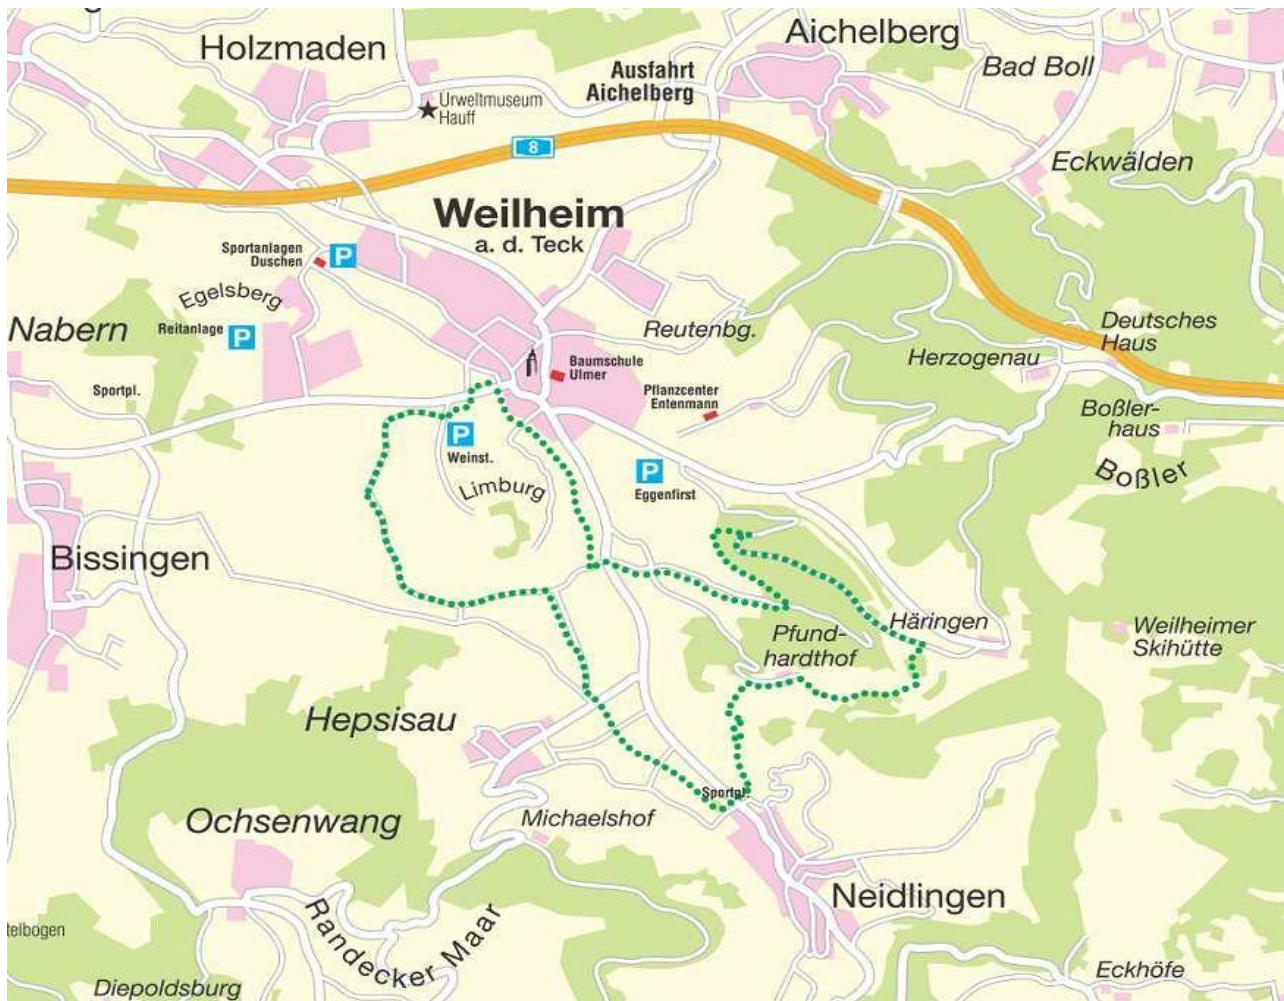 Holzmaden
Aichelberg
Ausfahrt
Aichelberg
Bad Boll
Urweltmuseum
Hauff
8
Eckwälden
Weilheim
a. d. Teck
Sportanlagen
Duschen
P
Egelsberg
Nabern
Reitanlage
P
Reutenbg.
Deutsches
Haus
Herzogenau
Baumschule
Ulmer
Sportpl.
Pflanzcenter
Entenmann
Boßler-
haus
P
Weinst.
Limburg
P
Eggenfirst
Boßler
Bissingen
Häringen
Pfund-
hardthof
Weilheimer
Skihütte
Hepsisau
Sportpl.
Ochsenwang
Michaelshof
Neidlingen
Randecker Maar
telbogen
Diepoldsburg
Eckhöfe